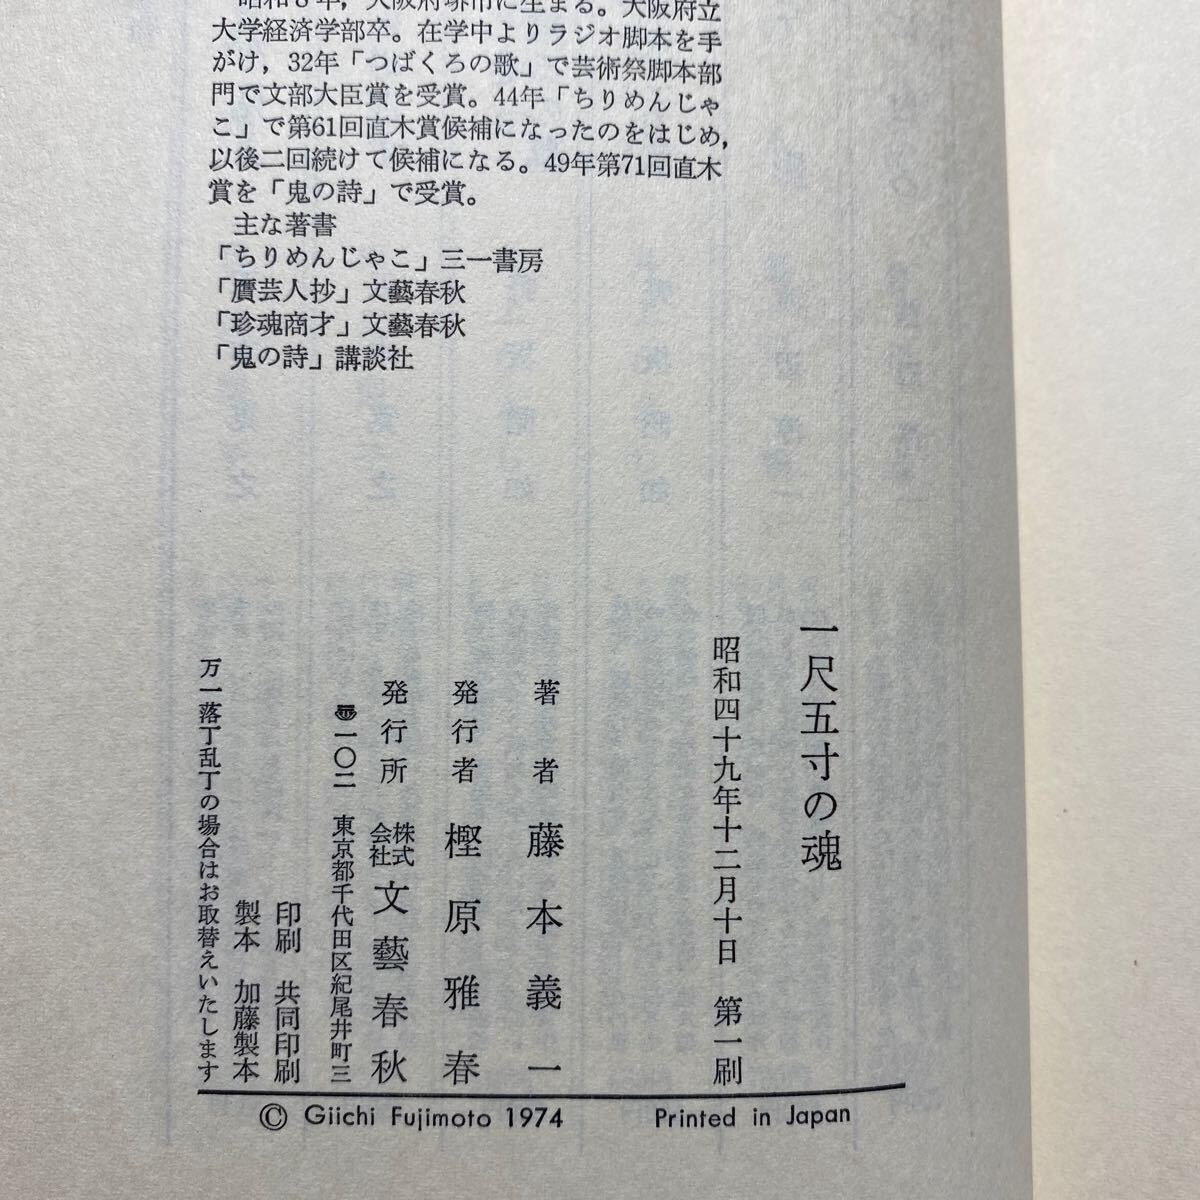 昭和8年，大阪府堺市に生まる。大阪府立
大学経済学部卒。在学中よりラジオ脚本を手
がけ，32年「つばくろの歌」で芸術祭脚本部
門で文部大臣賞を受賞。44年「ちりめんじゃ
こ」で第61回直木賞候補になったのをはじめ，
以後二回続けて候補になる。49年第71回直木
賞を「鬼の詩」で受賞。
主な著書
「ちりめんじゃこ」三一書房
「贋芸人抄」文藝春秋
「珍魂商才」文藝春秋
「鬼の詩」講談社
一尺五寸の魂
昭和四十九年十二月十日　第一刷
著者　藤本義一
発行者　樫原雅春
発行所　株式会社文藝春秋
〒一〇二　東京都千代田区紀尾井町三
印刷　共同印刷
製本　加藤製本
万一落丁乱丁の場合はお取替えいたします
© Giichi Fujimoto 1974　Printed in Japan